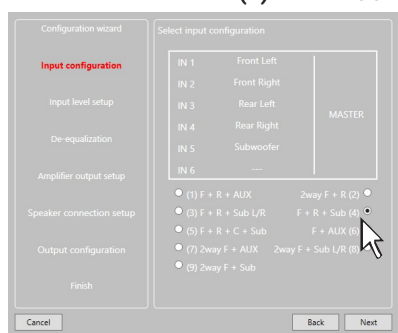 Configuration wizard
Input configuration
Input level setup
De-equalization
Amplifier output setup
Speaker connection setup
Output configuration
Finish
Select input configuration
IN 1 Front Left
IN 2 Front Right
IN 3 Rear Left
IN 4 Rear Right
IN 5 Subwoofer
IN 6 ---
MASTER
(1) F + R + AUX 2way F + R (2)
(3) F + R + Sub L/R F + R + Sub (4)
(5) F + R + C + Sub F + AUX (6)
(7) 2way F + AUX 2way F + Sub L/R (8)
(9) 2way F + Sub
Cancel Back Next